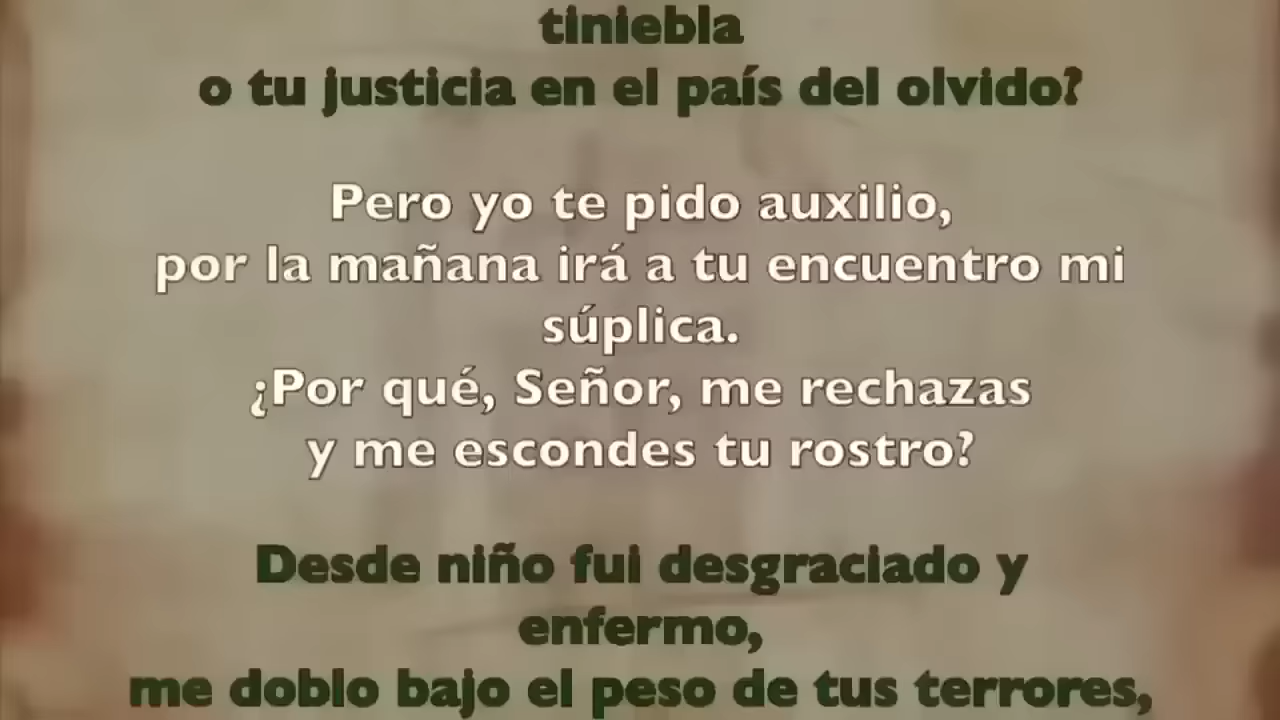 tiniebla
o tu justicia en el país del olvido?
Pero yo te pido auxilio,
por la mañana irá a tu encuentro mi
súplica.
¿Por qué, Señor, me rechazas
y me escondes tu rostro?
Desde niño fui desgraciado y
enfermo,
me doblo bajo el peso de tus terrores,